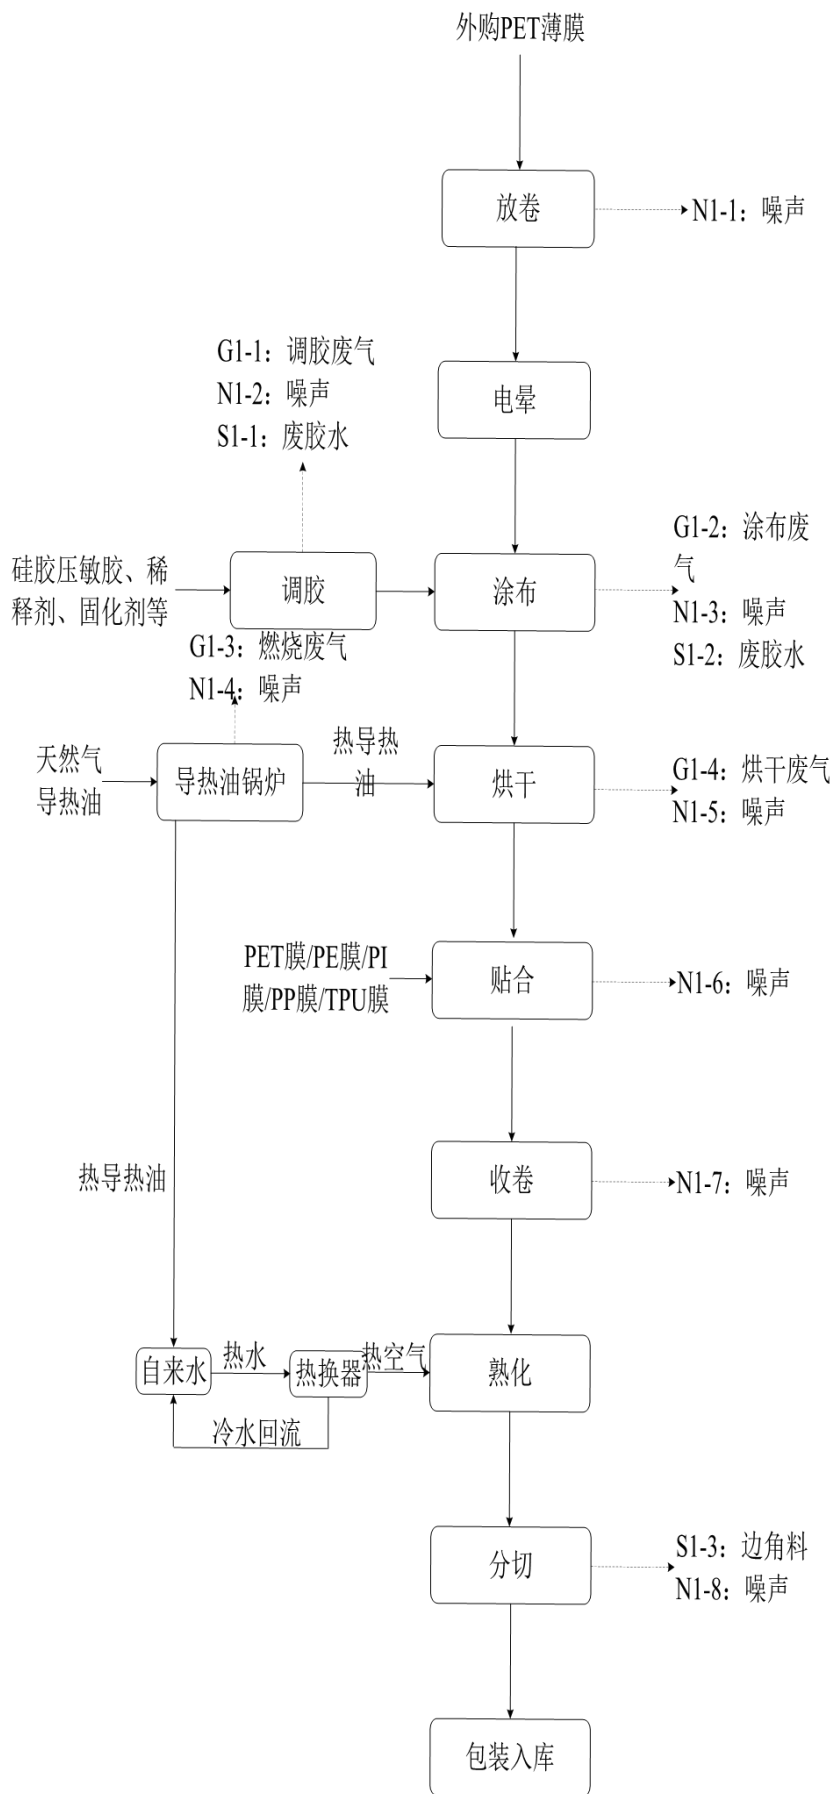 外购PET薄膜
放卷
N1-1：噪声
G1-1：调胶废气
N1-2：噪声
S1-1：废胶水
电晕
硅胶压敏胶、稀
释剂、固化剂等
调胶
涂布
G1-2：涂布废
气
N1-3：噪声
S1-2：废胶水
G1-3：燃烧废气
N1-4：噪声
天然气
导热油
导热油锅炉
热导热
油
烘干
G1-4：烘干废气
N1-5：噪声
PET膜/PE膜/PI
膜/PP膜/TPU膜
贴合
N1-6：噪声
热导热油
收卷
N1-7：噪声
自来水
热水
热换器
热空气
熟化
冷水回流
分切
S1-3：边角料
N1-8：噪声
包装入库